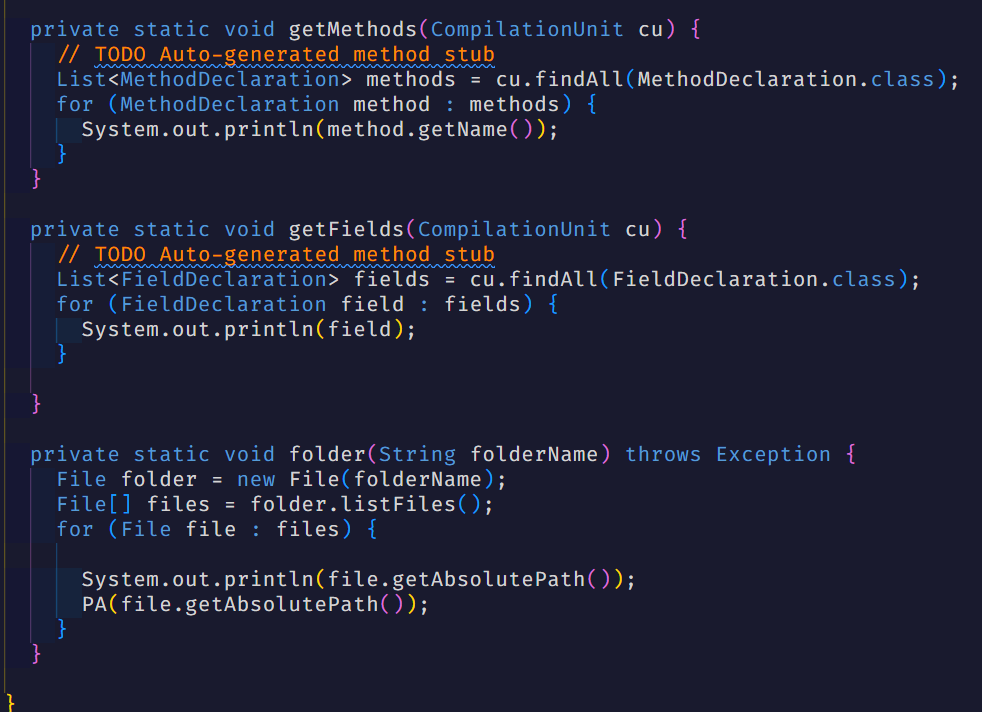 private static void getMethods(CompilationUnit cu) {
// TODO Auto-generated method stub
List<MethodDeclaration> methods = cu.findAll(MethodDeclaration.class);
for (MethodDeclaration method : methods) {
System.out.println(method.getName());
}
}
private static void getFields(CompilationUnit cu) {
// TODO Auto-generated method stub
List<FieldDeclaration> fields = cu.findAll(FieldDeclaration.class);
for (FieldDeclaration field : fields) {
System.out.println(field);
}
}
private static void folder(String folderName) throws Exception {
File folder = new File(folderName);
File[] files = folder.listFiles();
for (File file : files) {
System.out.println(file.getAbsolutePath());
PA(file.getAbsolutePath());
}
}
}